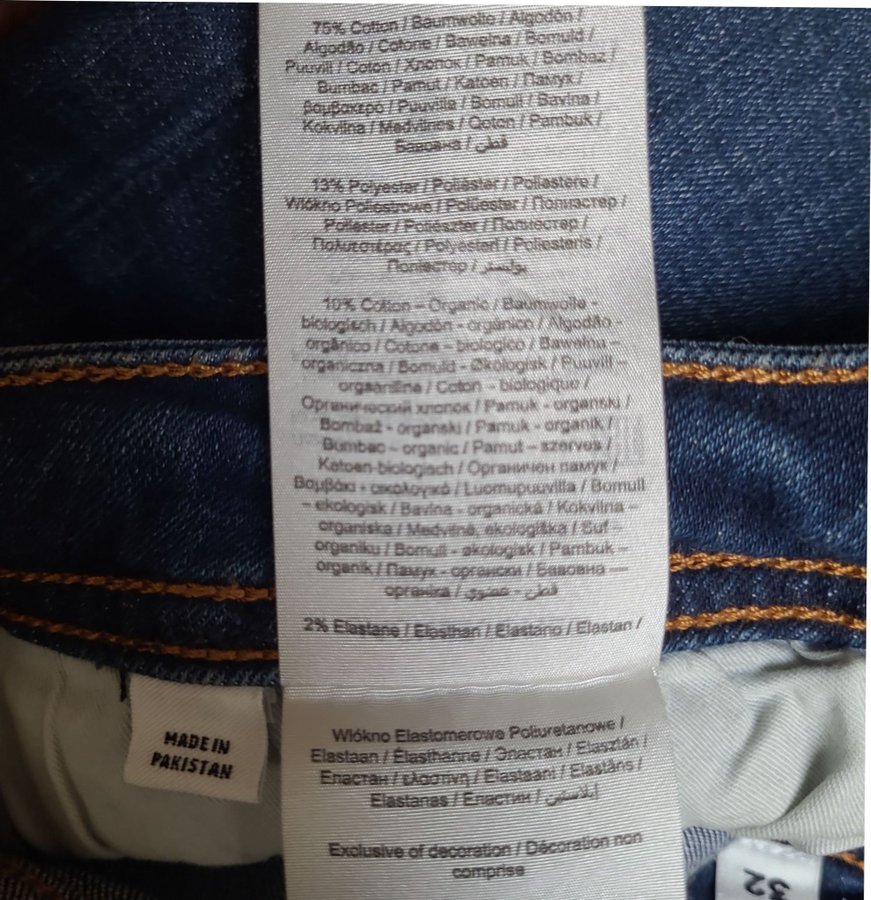 75% Cotton / Baumwolle / Algodón /
Algodão / Cotone / Bawełna / Bomuld /
Puuvill / Coton / Хлопок / Pamuk / Bombaž /
Bumbac / Pamut / Katoen / Памук /
Βαμβακερό / Puuvilla / Bomull / Bavlna /
Kokvilna / Medvilnės / Qoton / Pambuk /
Бавовна / قطن
13% Polyester / Poliéster / Poliestere /
Włókno Poliestrowe / Polüester / Полиэстер /
Poliester / Poliészter / Полиестер /
Πολυεστέρας / Polyesteri / Poliesteris /
Поліестер / بوليستر
10% Cotton – Organic / Baumwolle -
biologisch / Algodón - orgánico / Algodão -
orgânico / Cotone - biologico / Bawełna -
organiczna / Bomuld - Økologisk / Puuvill –
orgaaniline / Coton - biologique /
Органический хлопок / Pamuk - organski /
Bombaž - organski / Pamuk - organik /
Bumbac - organic / Pamut – szerves /
Katoen-biologisch / Органичен памук /
Βαμβάκι - οικολογικό / Luomupuuvilla / Bomull
– ekologisk / Bavlna - organická / Kokvilna –
organiska / Medvilnė, ekologiška / Suf –
organiku / Bomull - økologisk / Pambuk –
organik / Памук - органски / Бавовна —
органіка / قطن - عضوي
2% Elastane / Elasthan / Elastano / Elastan /
Włókno Elastomerowe Poliuretanowe /
Elastaan / Élasthanne / Эластан / Elasztán /
Еластан / ελαστίνη / Elastaani / Elastāns /
Elastanas / Еластин / إيلاستين
Exclusive of decoration / Décoration non
comprise
MADE IN
PAKISTAN
32